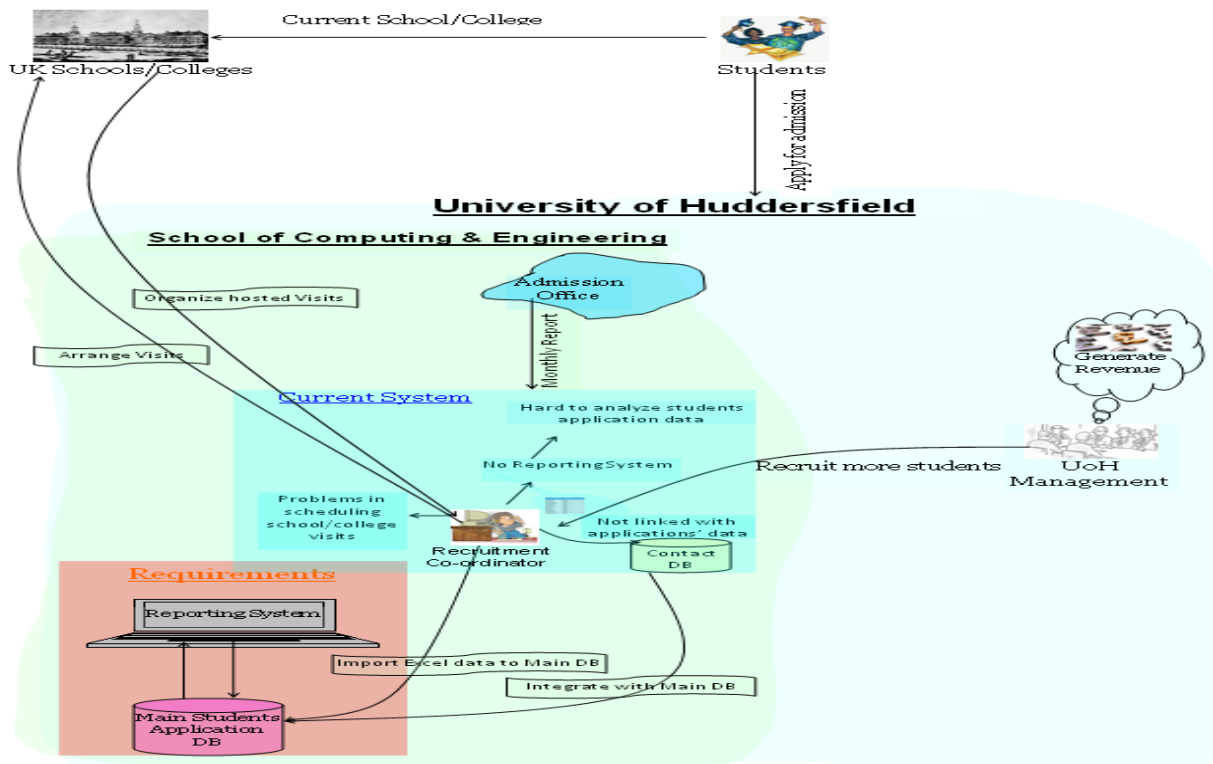 Current School/College
UK Schools/Colleges
Students
Apply for admission
University of Huddersfield
School of Computing & Engineering
Admission
Office
Organize hosted Visits
Monthly Report
Arrange Visits
Generate
Revenue
Current System
Hard to analyze students
application data
No Reporting System
Recruit more students
UoH
Management
Problems in
scheduling
school/college
visits
Not linked with
applications' data
Recruitment
Co-ordinator
Contact
DB
Requirements
Reporting System
Import Excel data to Main DB
Integrate with Main DB
Main Students
Application
DB